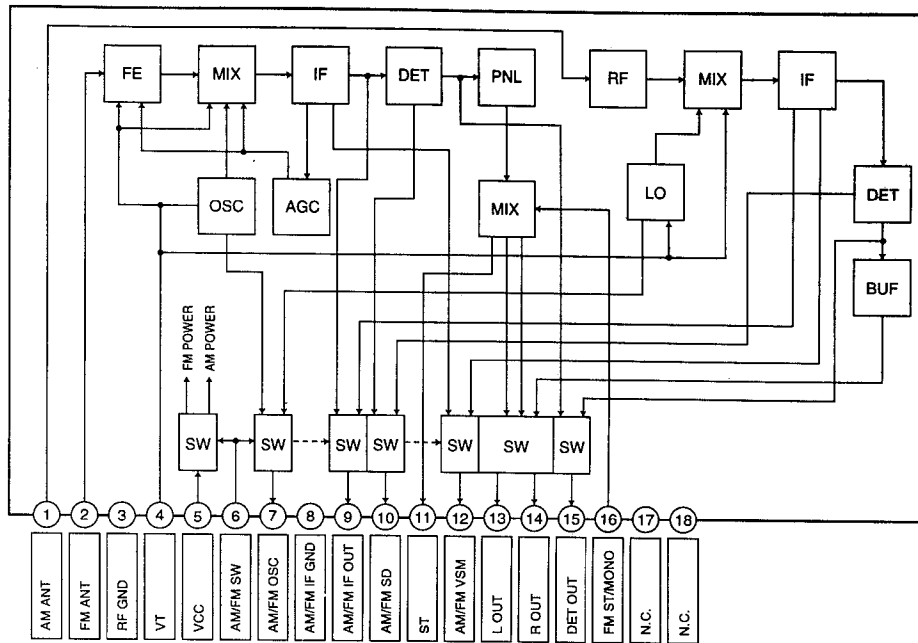 FE
MIX
IF
DET
PNL
RF
MIX
IF
OSC
AGC
MIX
LO
DET
BUF
FM POWER
AM POWER
SW
SW
SW
SW
SW
SW
SW
1
2
3
4
5
6
7
8
9
10
11
12
13
14
15
16
17
18
AM ANT
FM ANT
RF GND
VT
VCC
AM/FM SW
AM/FM OSC
AM/FM IF GND
AM/FM IF OUT
AM/FM SD
ST
AM/FM VSM
L OUT
R OUT
DET OUT
FM ST/MONO
N.C.
N.C.